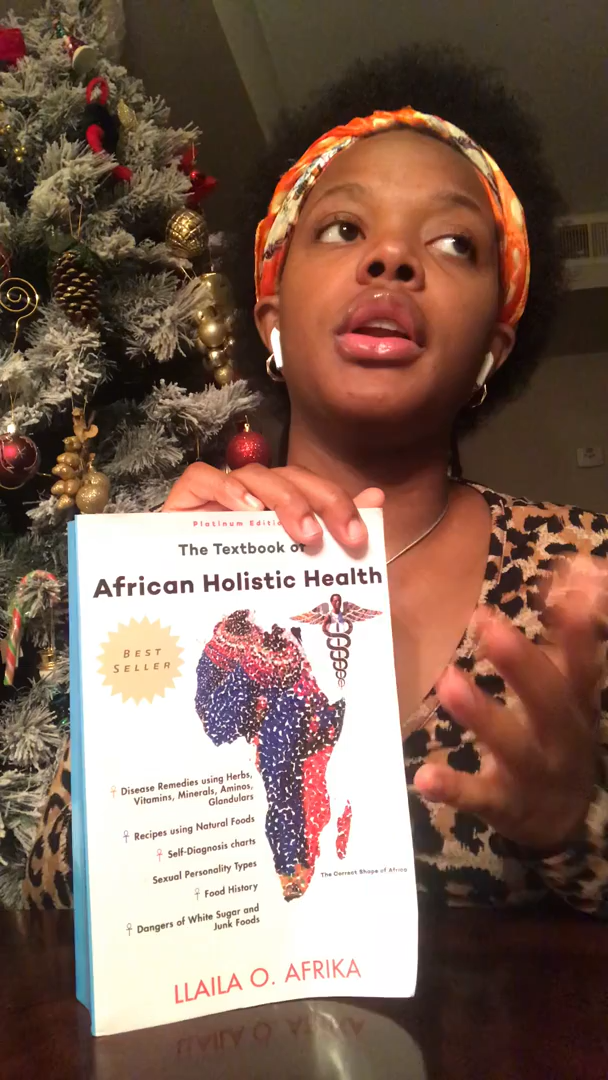 Platinum
The Textbook of
African Holistic Health
BEST
SELLER
Disease Remedies using Herbs,
Vitamins, Minerals, Aminos,
Glandulars
Recipes using Natural Foods
Self-Diagnosis charts
Sexual Personality Types
Food History
Dangers of White Sugar and
Junk Foods
The Correct Shape of Africa
LLAILA O. AFRIKA